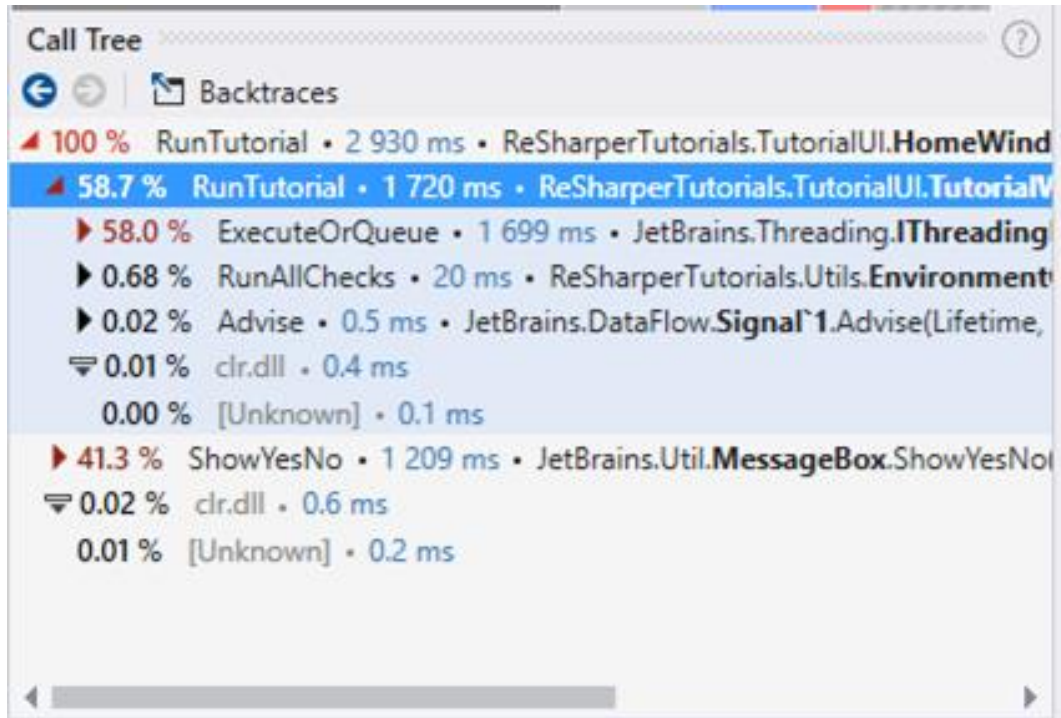 Call Tree ?
Backtraces
100 % RunTutorial • 2 930 ms • ReSharperTutorials.TutorialUI.HomeWind
58.7 % RunTutorial • 1 720 ms • ReSharperTutorials.TutorialUI.TutorialW
58.0 % ExecuteOrQueue • 1 699 ms • JetBrains.Threading.IThreading
0.68 % RunAllChecks • 20 ms • ReSharperTutorials.Utils.Environment
0.02 % Advise • 0.5 ms • JetBrains.DataFlow.Signal`1.Advise(Lifetime,
0.01 % clr.dll • 0.4 ms
0.00 % [Unknown] • 0.1 ms
41.3 % ShowYesNo • 1 209 ms • JetBrains.Util.MessageBox.ShowYesNo(
0.02 % clr.dll • 0.6 ms
0.01 % [Unknown] • 0.2 ms